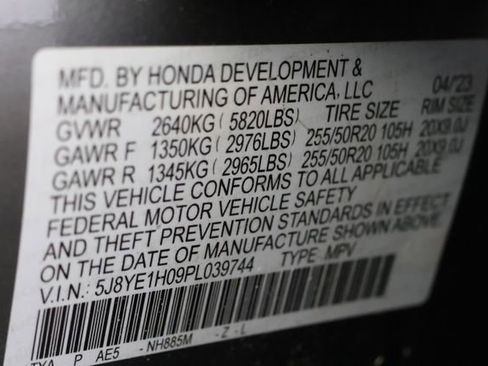 MFD. BY HONDA DEVELOPMENT &
MANUFACTURING OF AMERICA, LLC 04/'23
GVWR 2640KG (5820LBS) TIRE SIZE RIM SIZE
GAWR F 1350KG (2976LBS) 255/50R20 105H 20X9.0J
GAWR R 1345KG (2965LBS) 255/50R20 105H 20X9.0J
THIS VEHICLE CONFORMS TO ALL APPLICABLE
FEDERAL MOTOR VEHICLE SAFETY
AND THEFT PREVENTION STANDARDS IN EFFECT
ON THE DATE OF MANUFACTURE SHOWN ABOVE.
V.I.N.: 5J8YE1H09PL039744 TYPE MPV
TYA P AE5 - NH885M - Z - L